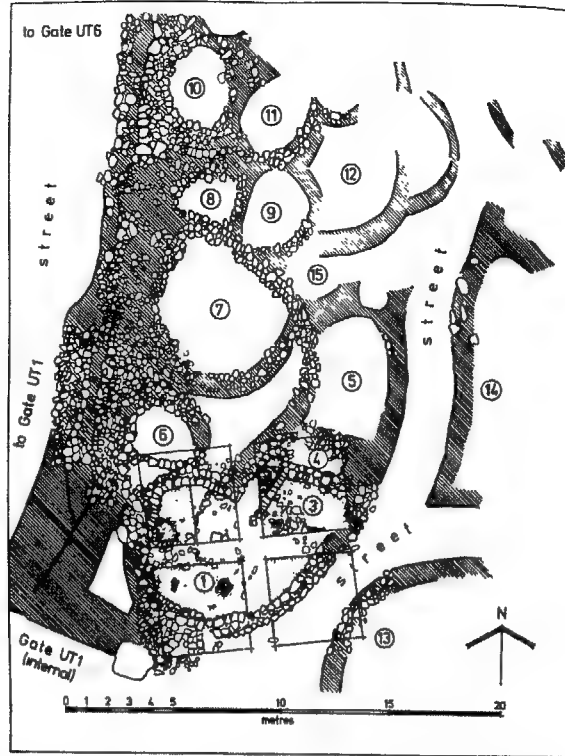 to Gate UT6
⑩
⑪
⑫
⑧
⑨
street
⑮
street
⑦
⑭
⑤
to Gate UT1
⑥
④
③
①
street
Gate UT1
(internal)
⑬
N
0 1 2 3 4 5 10 15 20
metres